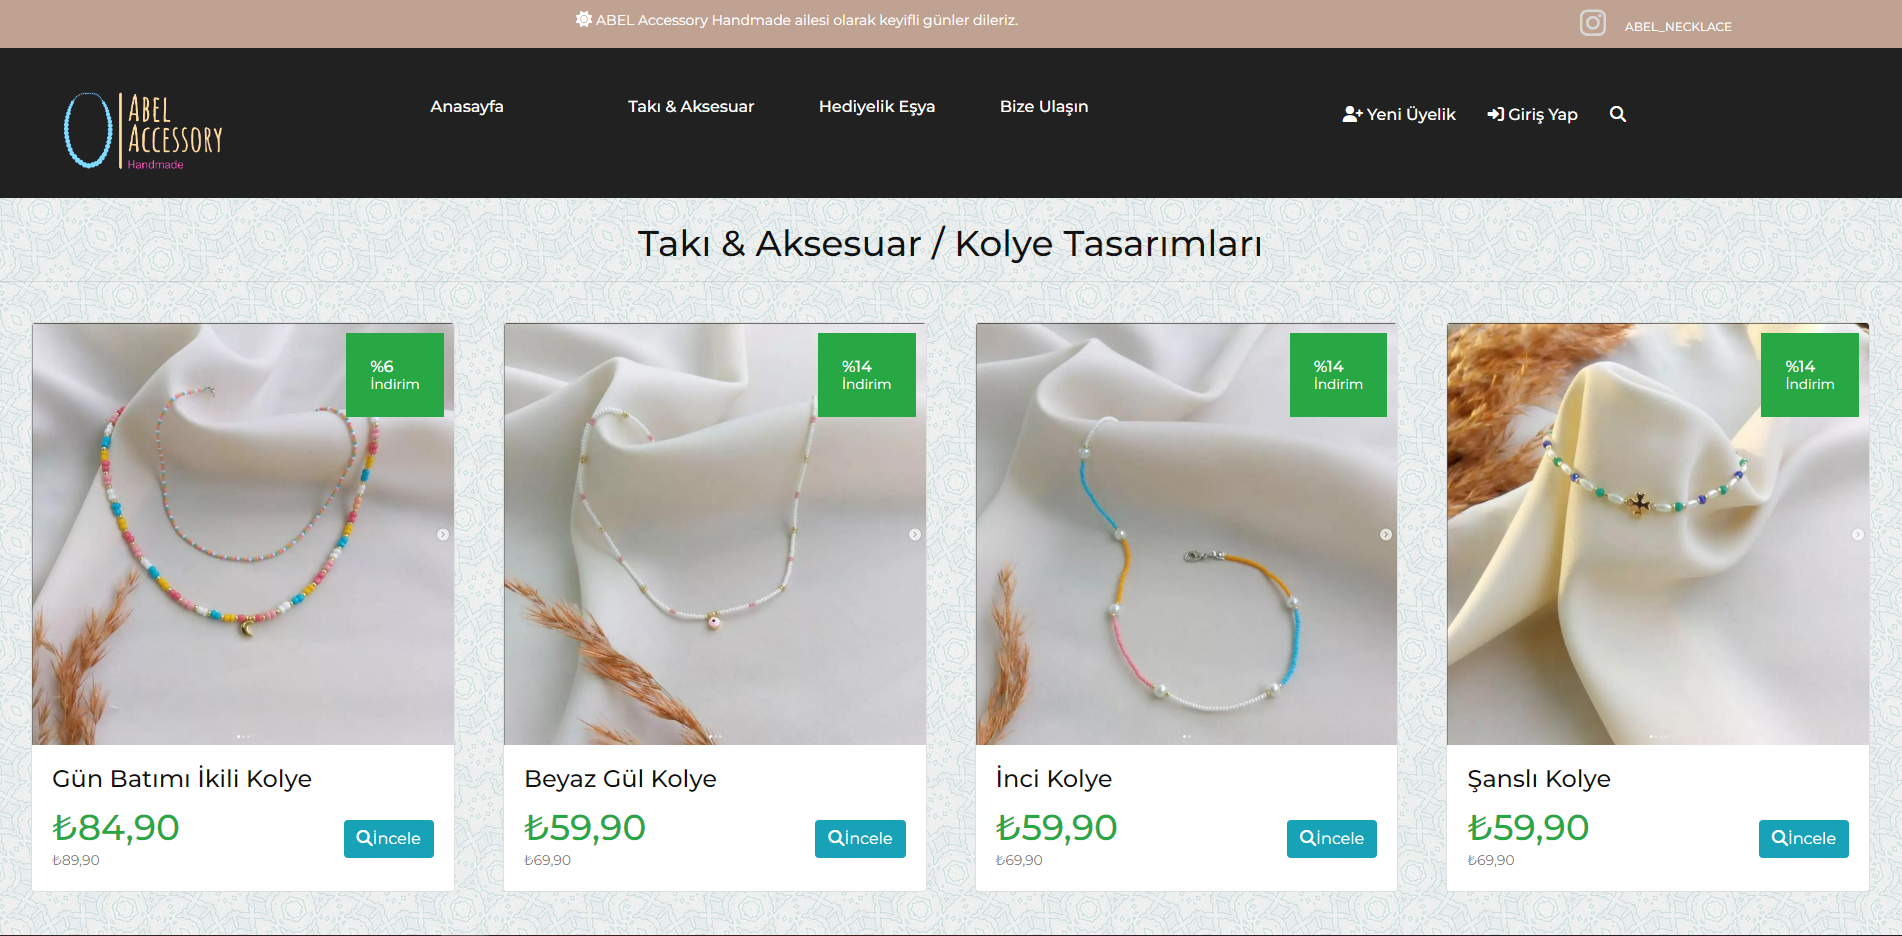 ABEL Accessory Handmade ailesi olarak keyifli günler dileriz.
ABEL_NECKLACE
ABEL
ACCESSORY
Handmade
Anasayfa
Takı & Aksesuar
Hediyelik Eşya
Bize Ulaşın
Yeni Üyelik
Giriş Yap
Takı & Aksesuar / Kolye Tasarımları
%6
İndirim
%14
İndirim
%14
İndirim
%14
İndirim
Gün Batımı İkili Kolye
₺84,90
₺89,90
İncele
Beyaz Gül Kolye
₺59,90
₺69,90
İncele
İnci Kolye
₺59,90
₺69,90
İncele
Şanslı Kolye
₺59,90
₺69,90
İncele